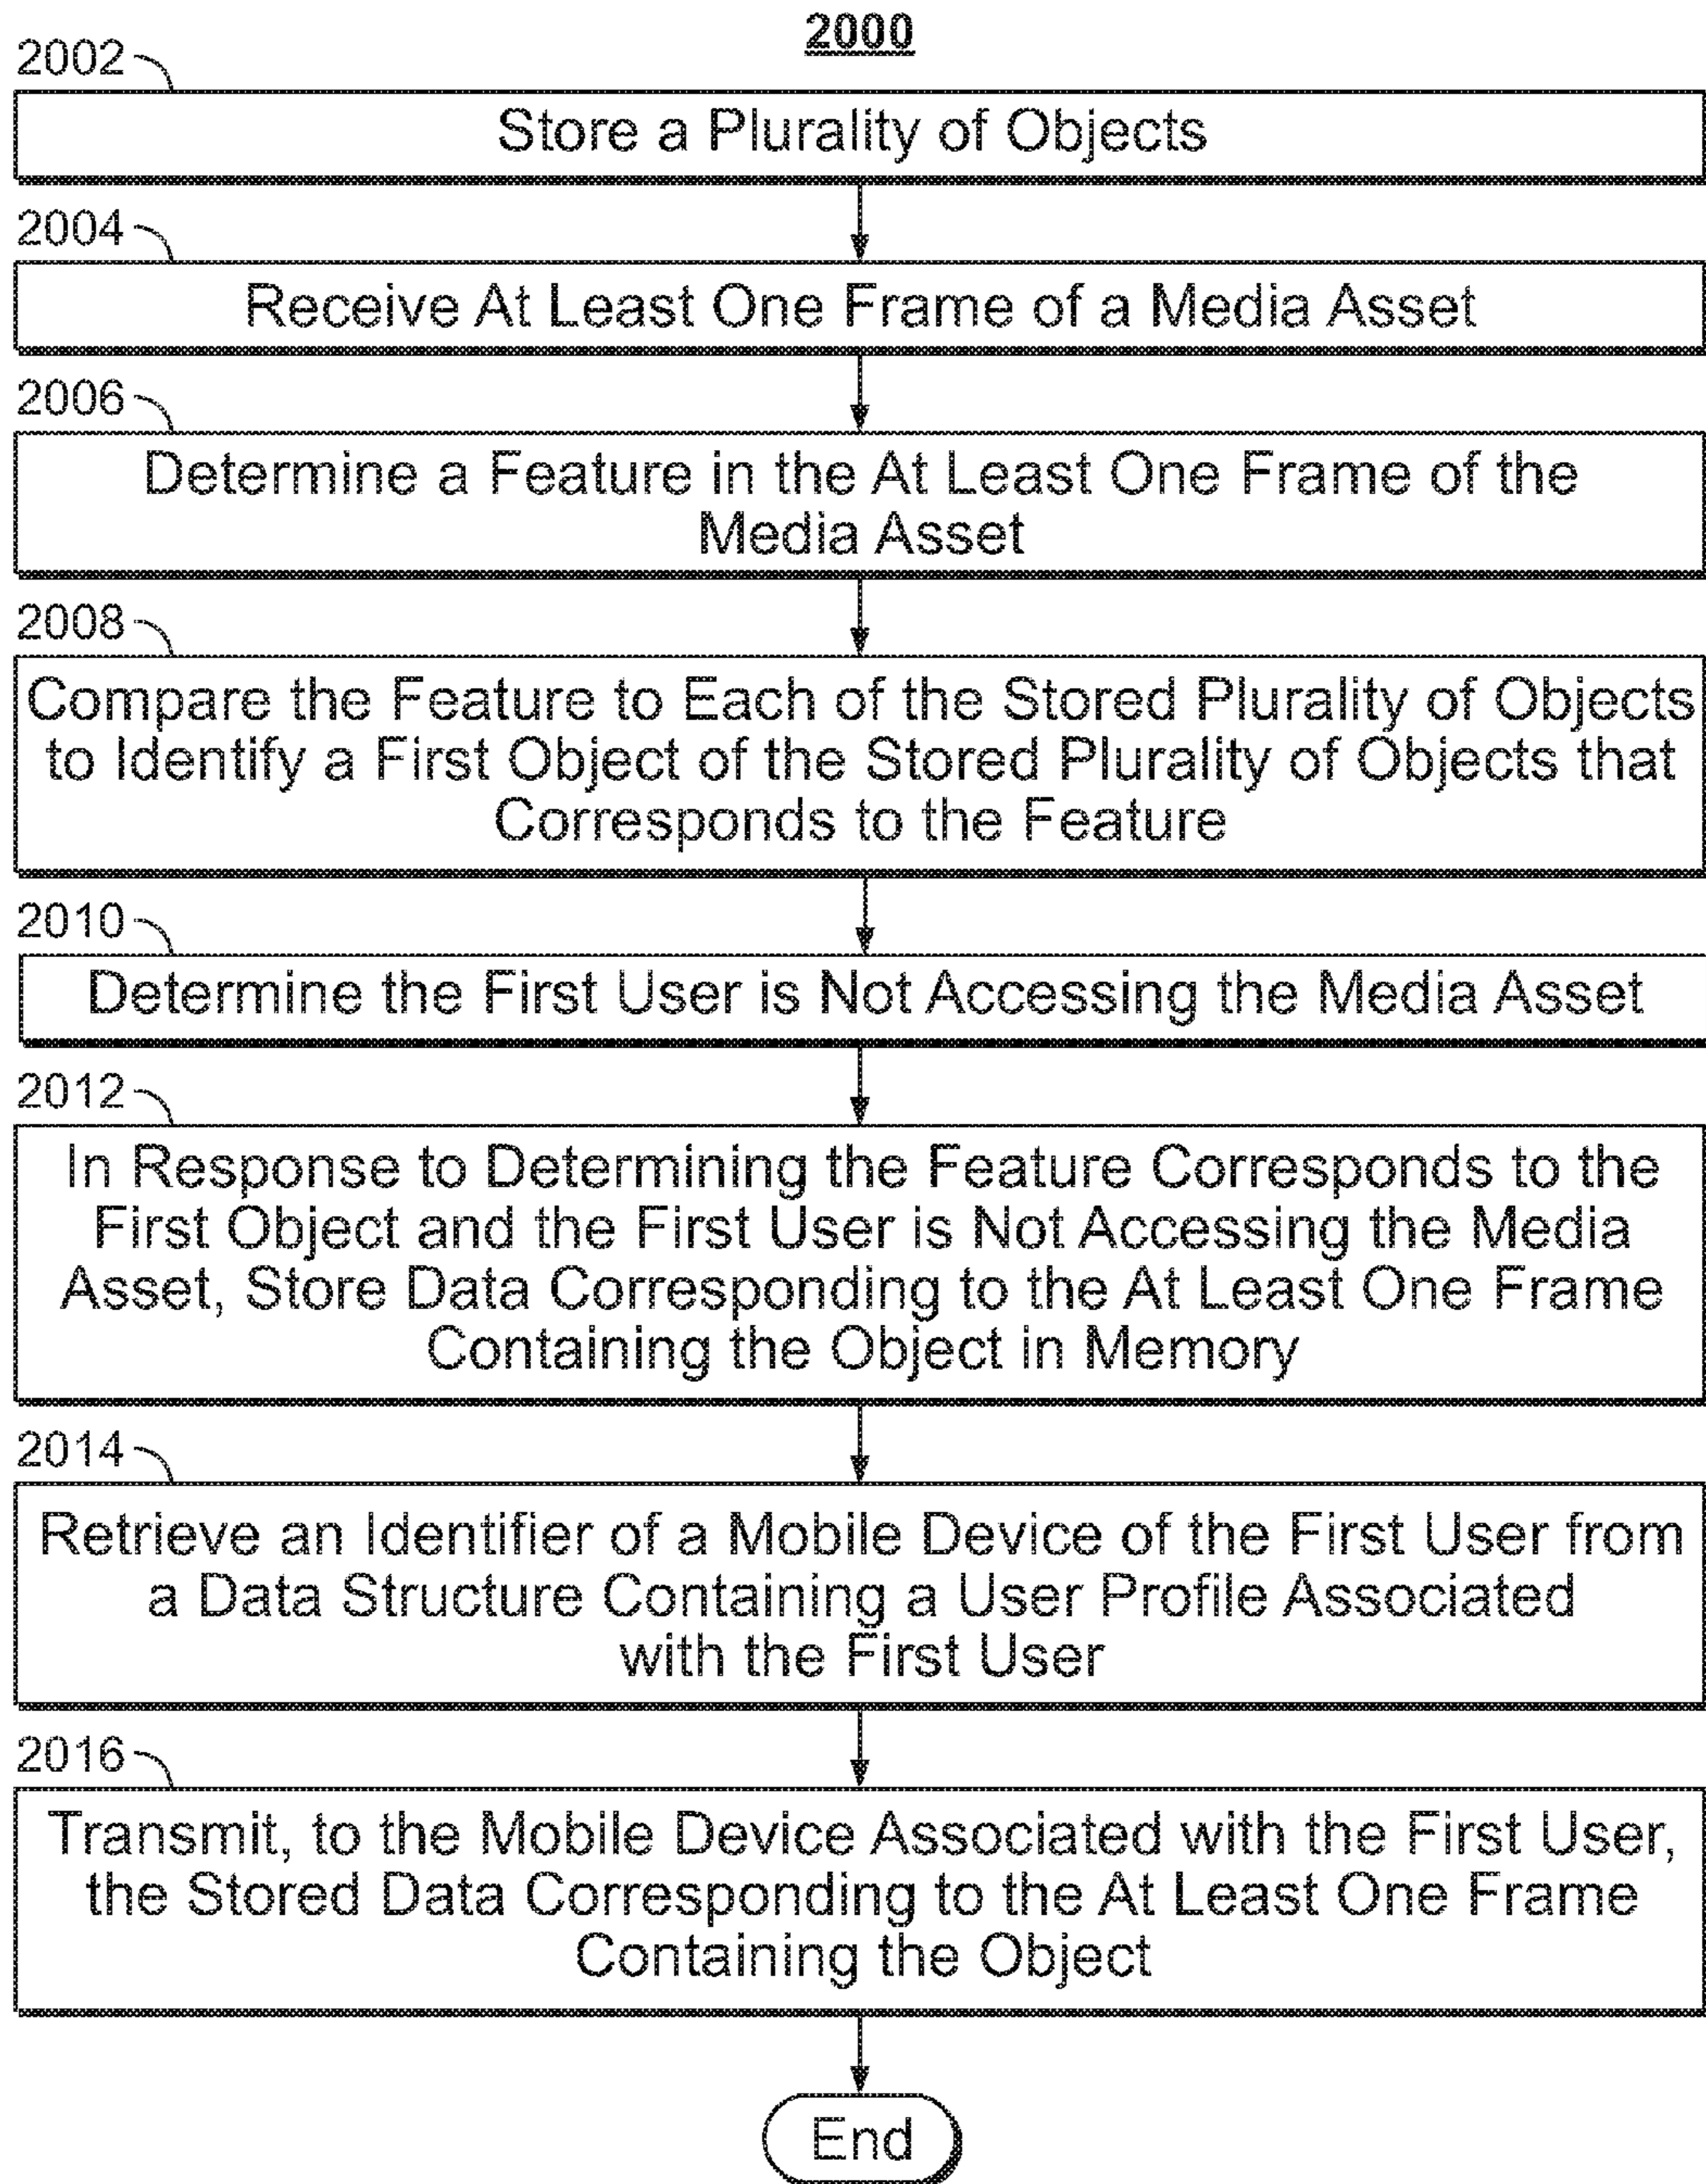 2000
2002
Store a Plurality of Objects
2004
Receive At Least One Frame of a Media Asset
2006
Determine a Feature in the At Least One Frame of the
Media Asset
2008
Compare the Feature to Each of the Stored Plurality of Objects
to Identify a First Object of the Stored Plurality of Objects that
Corresponds to the Feature
2010
Determine the First User is Not Accessing the Media Asset
2012
In Response to Determining the Feature Corresponds to the
First Object and the First User is Not Accessing the Media
Asset, Store Data Corresponding to the At Least One Frame
Containing the Object in Memory
2014
Retrieve an Identifier of a Mobile Device of the First User from
a Data Structure Containing a User Profile Associated
with the First User
2016
Transmit, to the Mobile Device Associated with the First User,
the Stored Data Corresponding to the At Least One Frame
Containing the Object
End